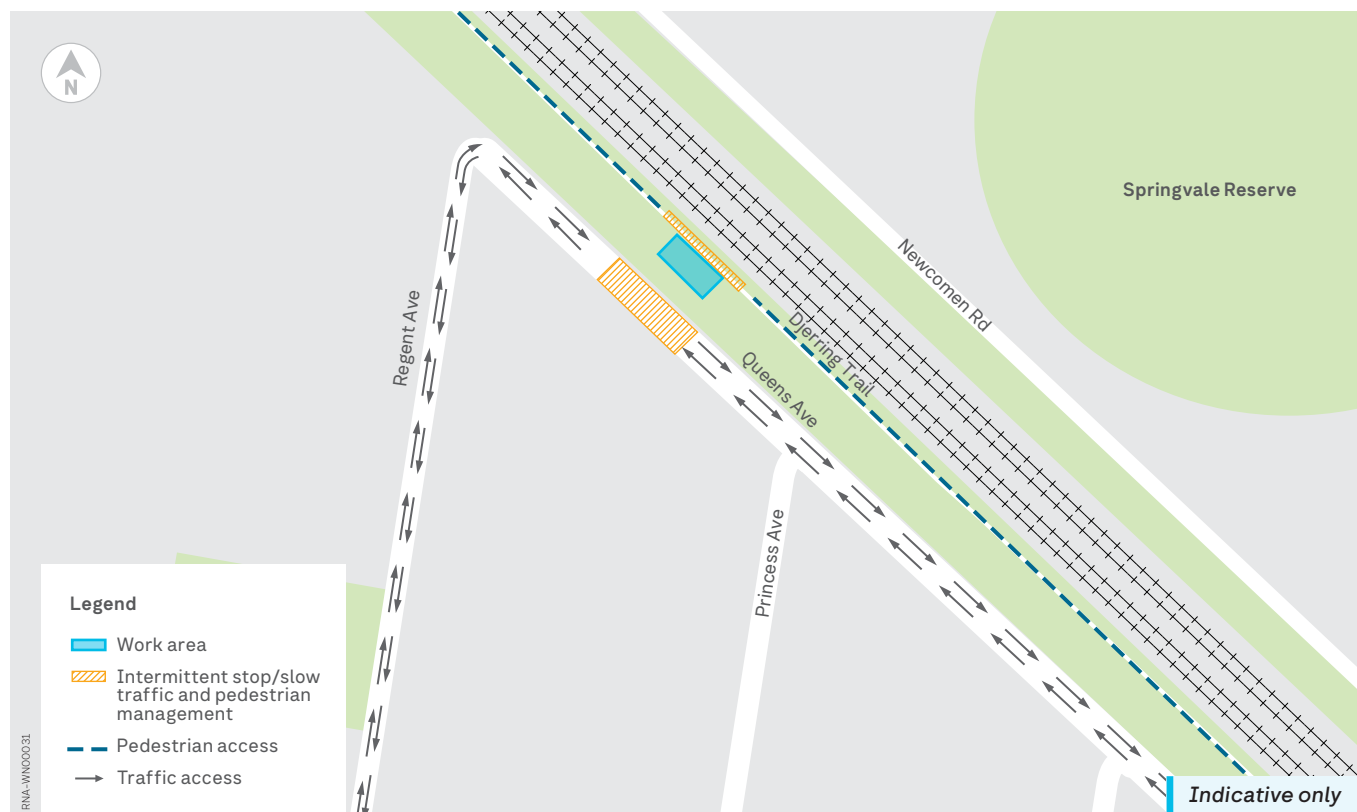 N
Springvale Reserve
Newcomen Rd
Djerring Trail
Queens Ave
Regent Ave
Princess Ave
Legend
Work area
Intermittent stop/slow
traffic and pedestrian
management
Pedestrian access
Traffic access
RNA-WN00031
Indicative only